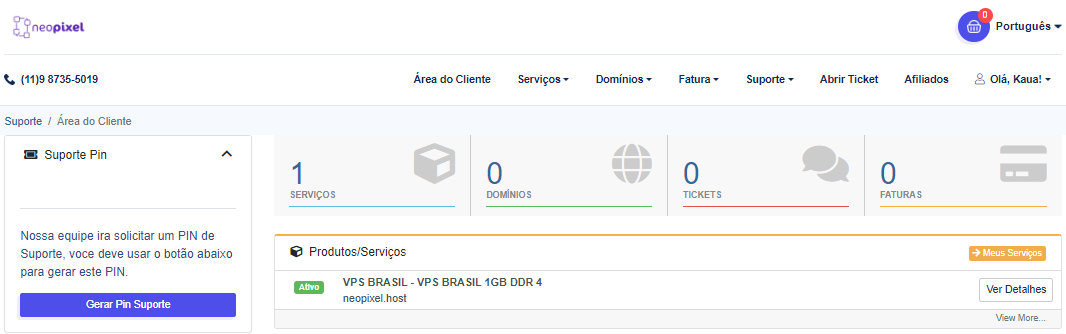 neopixel
0
Português
(11)9 8735-5019
Área do Cliente
Serviços
Domínios
Fatura
Suporte
Abrir Ticket
Afiliados
Olá, Kaua!
Suporte / Área do Cliente
Suporte Pin
Nossa equipe ira solicitar um PIN de
Suporte, voce deve usar o botão abaixo
para gerar este PIN.
Gerar Pin Suporte
1
SERVIÇOS
0
DOMÍNIOS
0
TICKETS
0
FATURAS
Produtos/Serviços
Meus Serviços
Ativo
VPS BRASIL - VPS BRASIL 1GB DDR 4
neopixel.host
Ver Detalhes
View More...